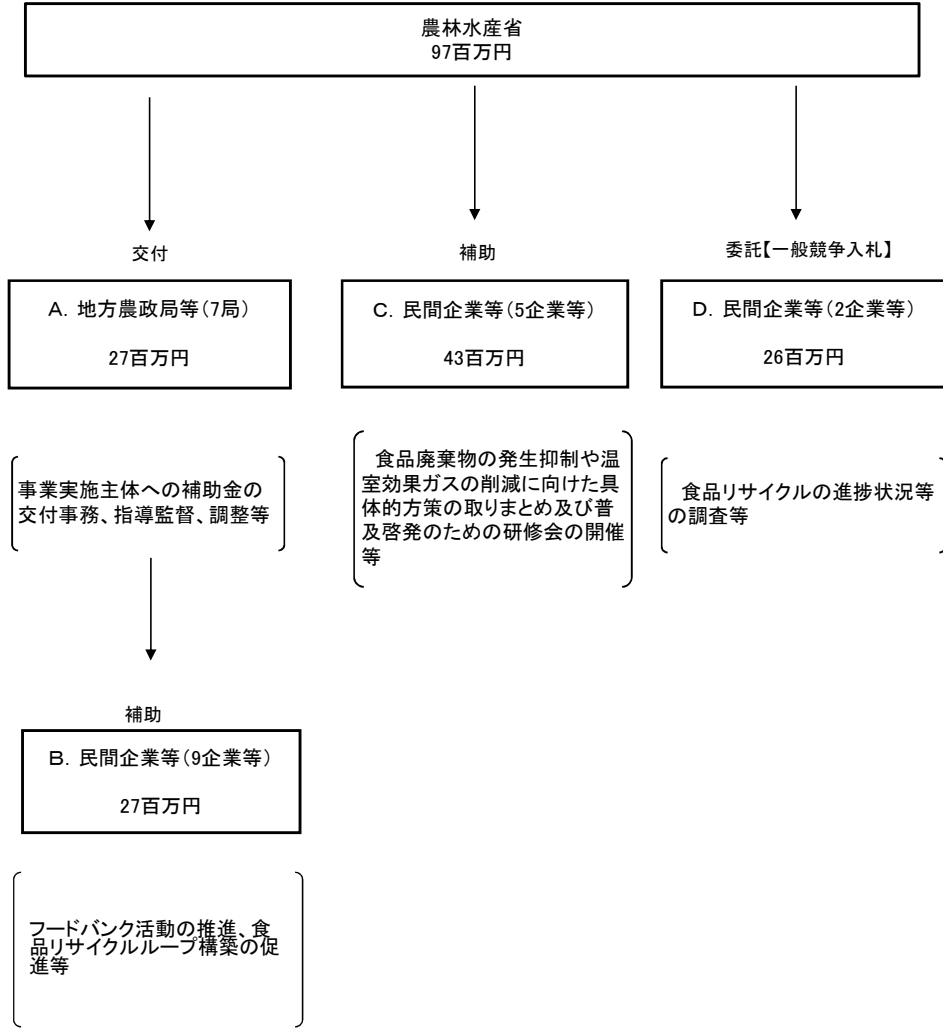 農林水産省
97百万円
交付
補助
委託【一般競争入札】
A．地方農政局等（7局）
27百万円
C．民間企業等（5企業等）
43百万円
D．民間企業等（2企業等）
26百万円
事業実施主体への補助金の
交付事務、指導監督、調整等
食品廃棄物の発生抑制や温
室効果ガスの削減に向けた具
体的方策の取りまとめ及び普
及啓発のための研修会の開催
等
食品リサイクルの進捗状況等
の調査等
補助
B．民間企業等（9企業等）
27百万円
フードバンク活動の推進、食
品リサイクルループ構築の促
進等